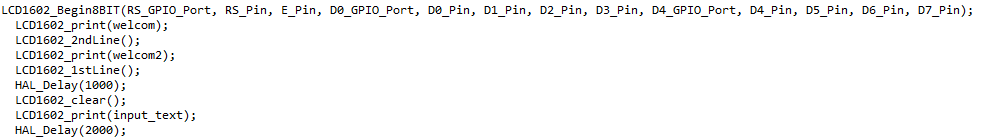 LCD1602_Begin8BIT(RS_GPIO_Port, RS_Pin, E_Pin, D0_GPIO_Port, D0_Pin, D1_Pin, D2_Pin, D3_Pin, D4_GPIO_Port, D4_Pin, D5_Pin, D6_Pin, D7_Pin);
LCD1602_print(welcom);
LCD1602_2ndLine();
LCD1602_print(welcom2);
LCD1602_1stLine();
HAL_Delay(1000);
LCD1602_clear();
LCD1602_print(input_text);
HAL_Delay(2000);